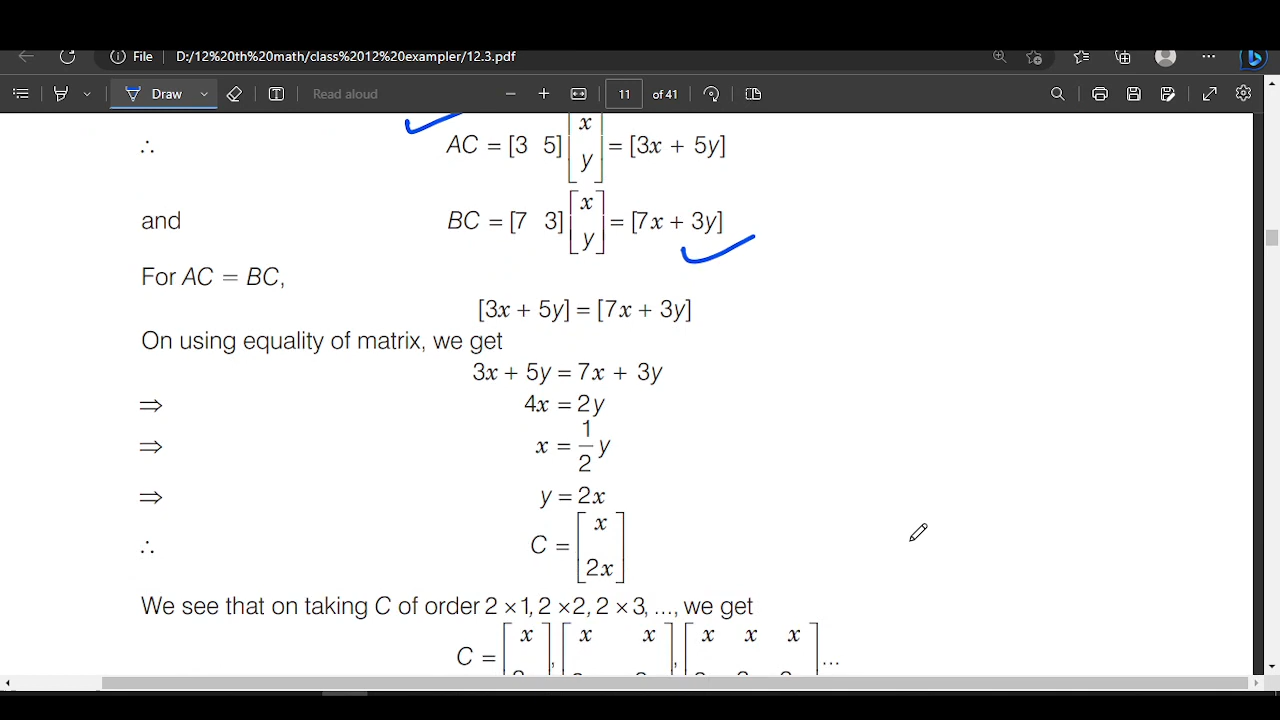 File D:/12%20th%20math/class%2012%20exampler/12.3.pdf
Draw Read aloud 11 of 41
∴ AC = [3 5] [x y] = [3x + 5y]
and BC = [7 3] [x y] = [7x + 3y]
For AC = BC,
[3x + 5y] = [7x + 3y]
On using equality of matrix, we get
3x + 5y = 7x + 3y
⇒ 4x = 2y
⇒ x = 1/2 y
⇒ y = 2x
∴ C = [x 2x]
We see that on taking C of order 2 × 1, 2 × 2, 2 × 3, ..., we get
C = [x], [x x], [x x x] ...